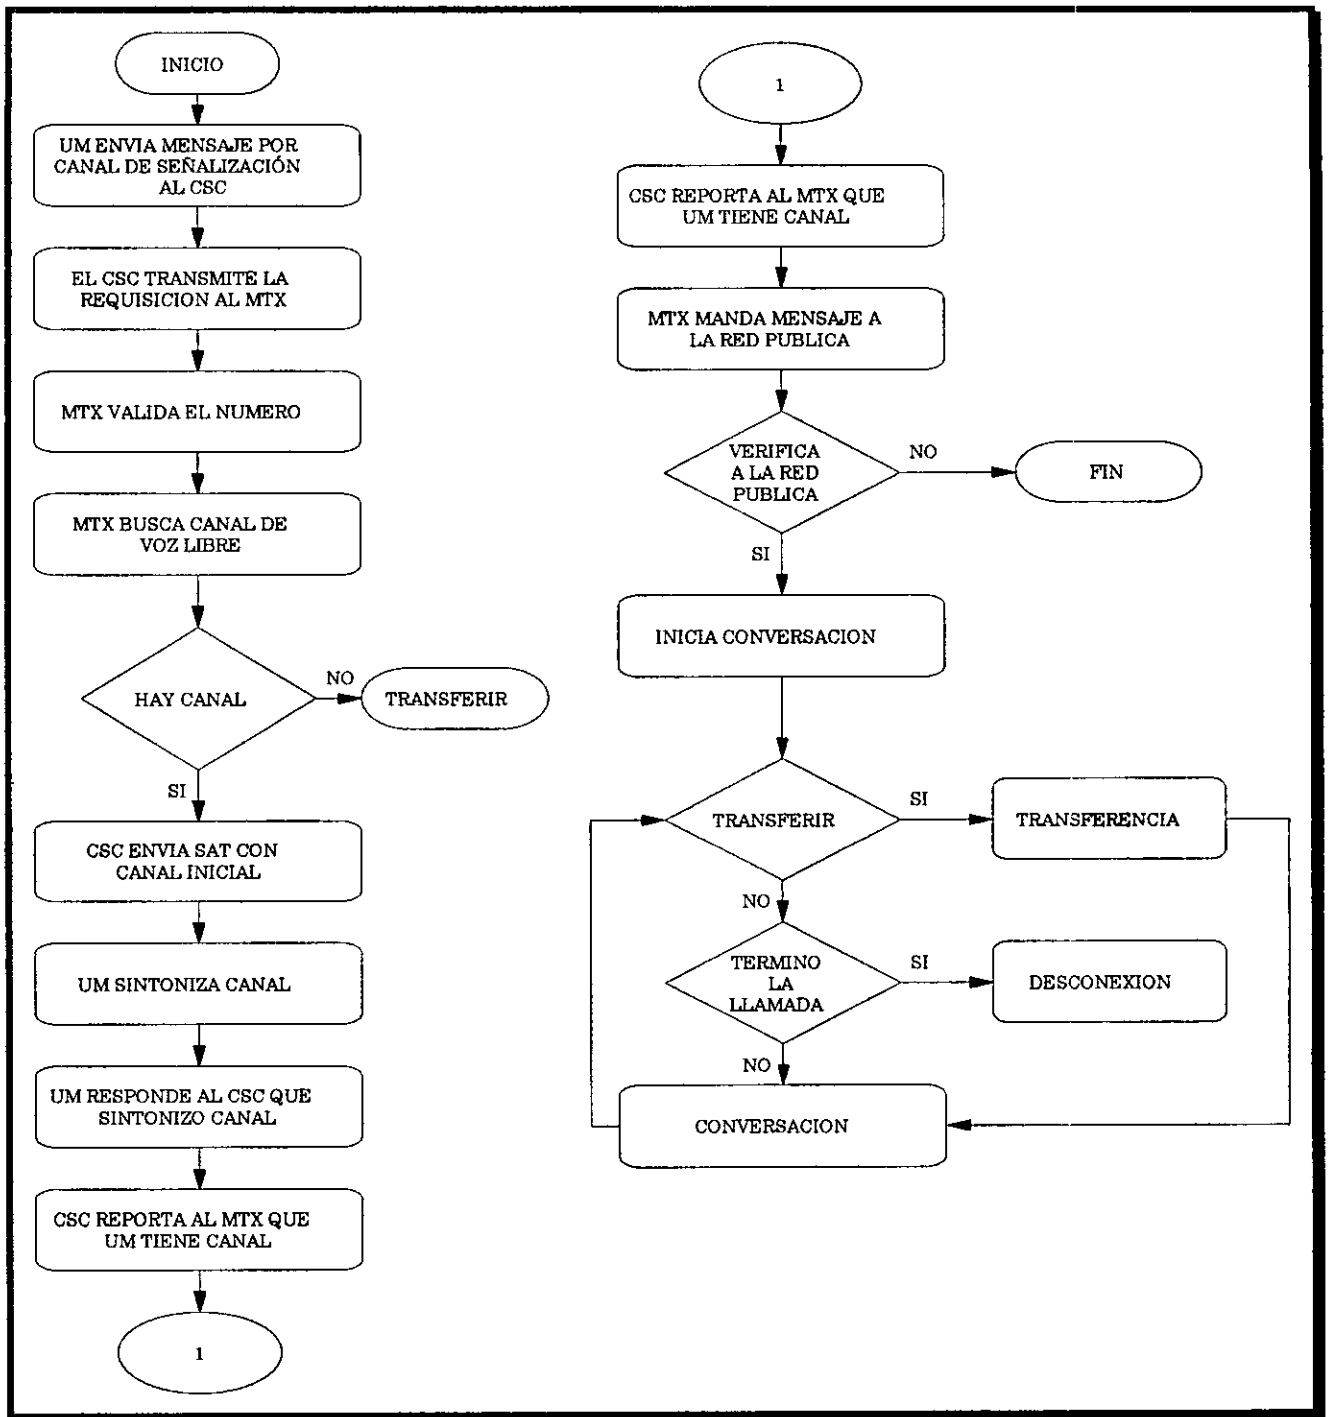 INICIO
UM ENVIA MENSAJE POR
CANAL DE SEÑALIZACIÓN
AL CSC
EL CSC TRANSMITE LA
REQUISICION AL MTX
MTX VALIDA EL NUMERO
MTX BUSCA CANAL DE
VOZ LIBRE
HAY CANAL
NO
TRANSFERIR
SI
CSC ENVIA SAT CON
CANAL INICIAL
UM SINTONIZA CANAL
UM RESPONDE AL CSC QUE
SINTONIZO CANAL
CSC REPORTA AL MTX QUE
UM TIENE CANAL
1
1
CSC REPORTA AL MTX QUE
UM TIENE CANAL
MTX MANDA MENSAJE A
LA RED PUBLICA
VERIFICA
A LA RED
PUBLICA
NO
FIN
SI
INICIA CONVERSACION
TRANSFERIR
SI
TRANSFERENCIA
NO
TERMINO
LA
LLAMADA
SI
DESCONEXION
NO
CONVERSACION